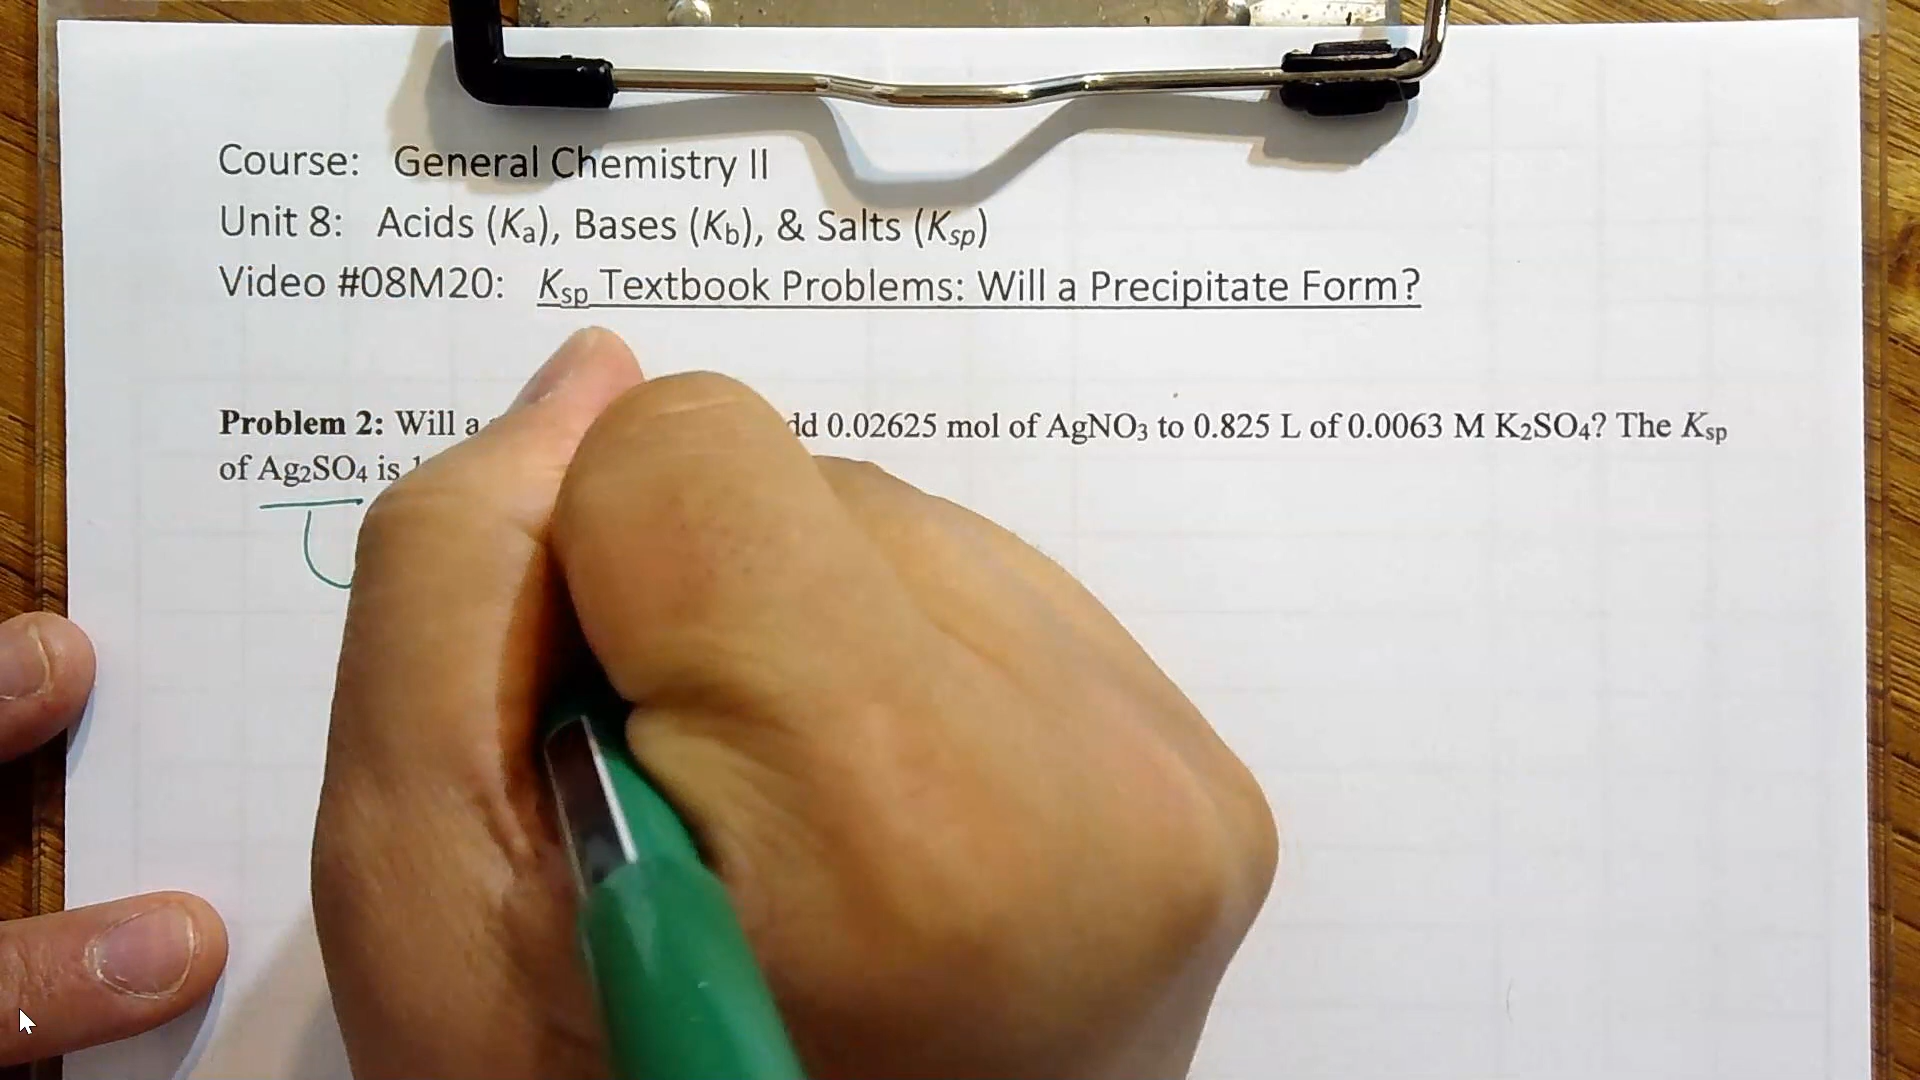 Course: General Chemistry II
Unit 8: Acids (Kₐ), Bases (Kb), & Salts (Ksp)
Video #08M20: Ksp Textbook Problems: Will a Precipitate Form?
Problem 2: Will a 0.02625 mol of AgNO₃ to 0.825 L of 0.0063 M K₂SO₄? The Ksp
of Ag₂SO₄ is